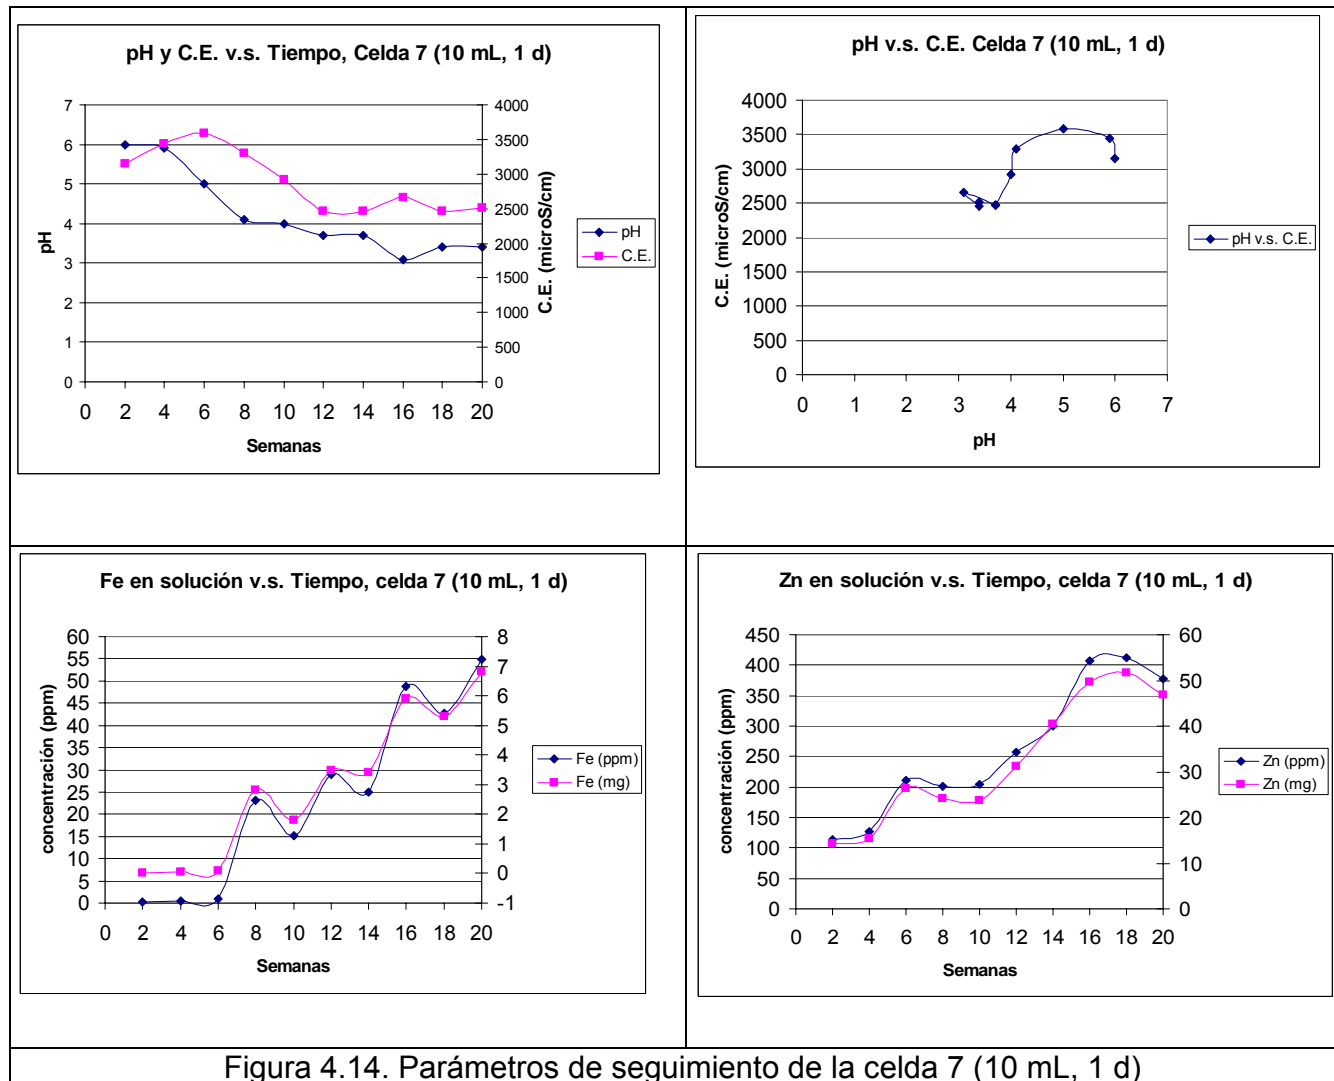 pH y C.E. v.s. Tiempo, Celda 7 (10 mL, 1 d)
7
6
5
4
3
2
1
0
pH
4000
3500
3000
2500
2000
1500
1000
500
0
C.E. (microS/cm)
0 2 4 6 8 10 12 14 16 18 20
Semanas
pH
C.E.
pH v.s. C.E. Celda 7 (10 mL, 1 d)
4000
3500
3000
2500
2000
1500
1000
500
0
C.E. (microS/cm)
0 1 2 3 4 5 6 7
pH
pH v.s. C.E.
Fe en solución v.s. Tiempo, celda 7 (10 mL, 1 d)
60
55
50
45
40
35
30
25
20
15
10
5
0
concentración (ppm)
8
7
6
5
4
3
2
1
0
-1
0 2 4 6 8 10 12 14 16 18 20
Semanas
Fe (ppm)
Fe (mg)
Zn en solución v.s. Tiempo, celda 7 (10 mL, 1 d)
450
400
350
300
250
200
150
100
50
0
concentración (ppm)
60
50
40
30
20
10
0
0 2 4 6 8 10 12 14 16 18 20
Semanas
Zn (ppm)
Zn (mg)
Figura 4.14. Parámetros de seguimiento de la celda 7 (10 mL, 1 d)